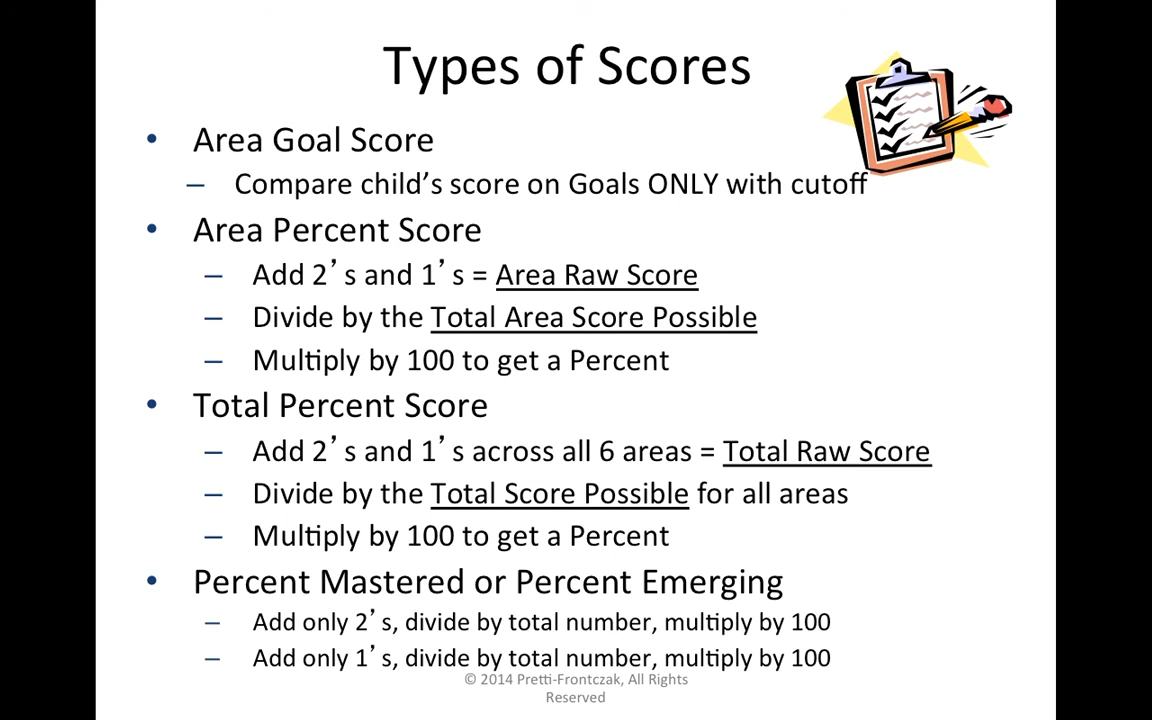 Types of Scores
• Area Goal Score
– Compare child's score on Goals ONLY with cutoff
• Area Percent Score
– Add 2's and 1's = Area Raw Score
– Divide by the Total Area Score Possible
– Multiply by 100 to get a Percent
• Total Percent Score
– Add 2's and 1's across all 6 areas = Total Raw Score
– Divide by the Total Score Possible for all areas
– Multiply by 100 to get a Percent
• Percent Mastered or Percent Emerging
– Add only 2's, divide by total number, multiply by 100
– Add only 1's, divide by total number, multiply by 100
© 2014 Pretti-Frontczak, All Rights
Reserved